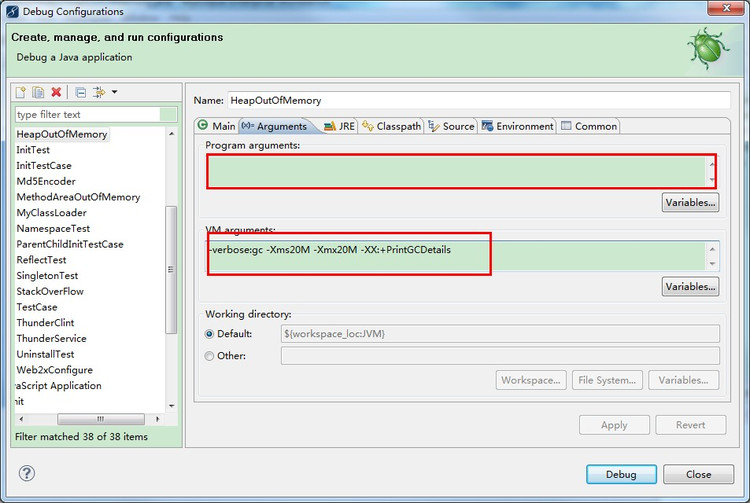 Debug Configurations
Create, manage, and run configurations
Debug a Java application
type filter text
HeapOutOfMemory
InitTest
InitTestCase
Md5Encoder
MethodAreaOutOfMemory
MyClassLoader
NamespaceTest
ParentChildInitTestCase
ReflectTest
SingletonTest
StackOverFlow
TestCase
ThunderClint
ThunderService
UninstallTest
Web2xConfigure
aScript Application
nit
Filter matched 38 of 38 items
Name: HeapOutOfMemory
Main (x)= Arguments JRE Classpath Source Environment Common
Program arguments:
Variables...
VM arguments:
-verbose:gc -Xms20M -Xmx20M -XX:+PrintGCDetails
Variables...
Working directory:
Default: ${workspace_loc:JVM}
Other:
Workspace... File System... Variables...
Apply Revert
Debug Close